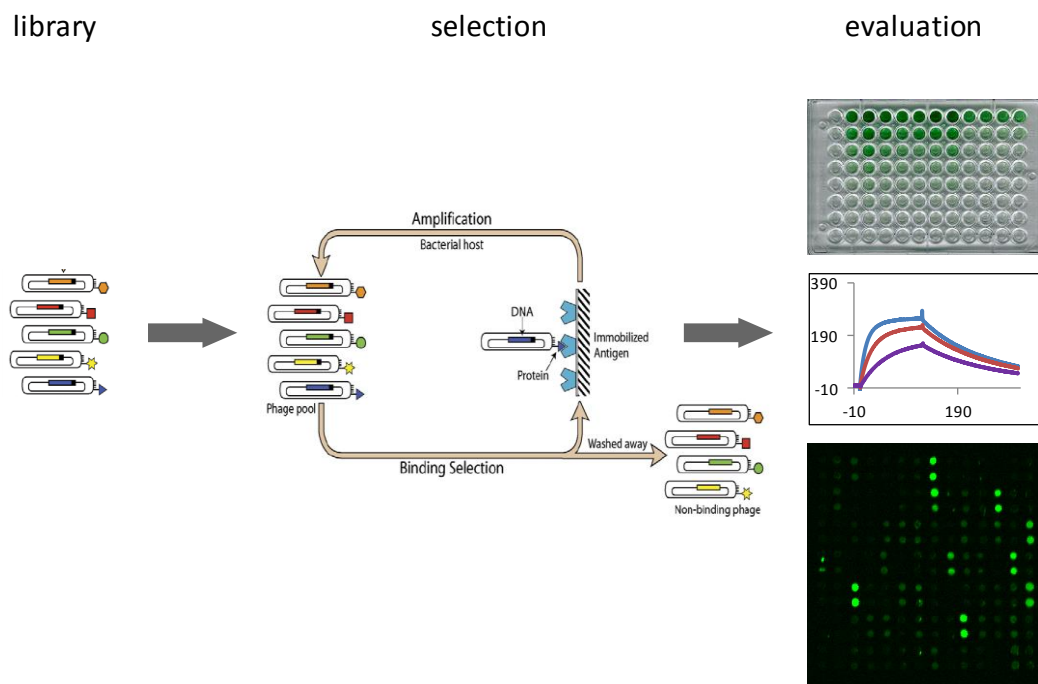 library
selection
evaluation
Amplification
Bacterial host
DNA
Protein
Immobilized
Antigen
Phage pool
Binding Selection
Washed away
Non-binding phage
390
190
-10
-10
190